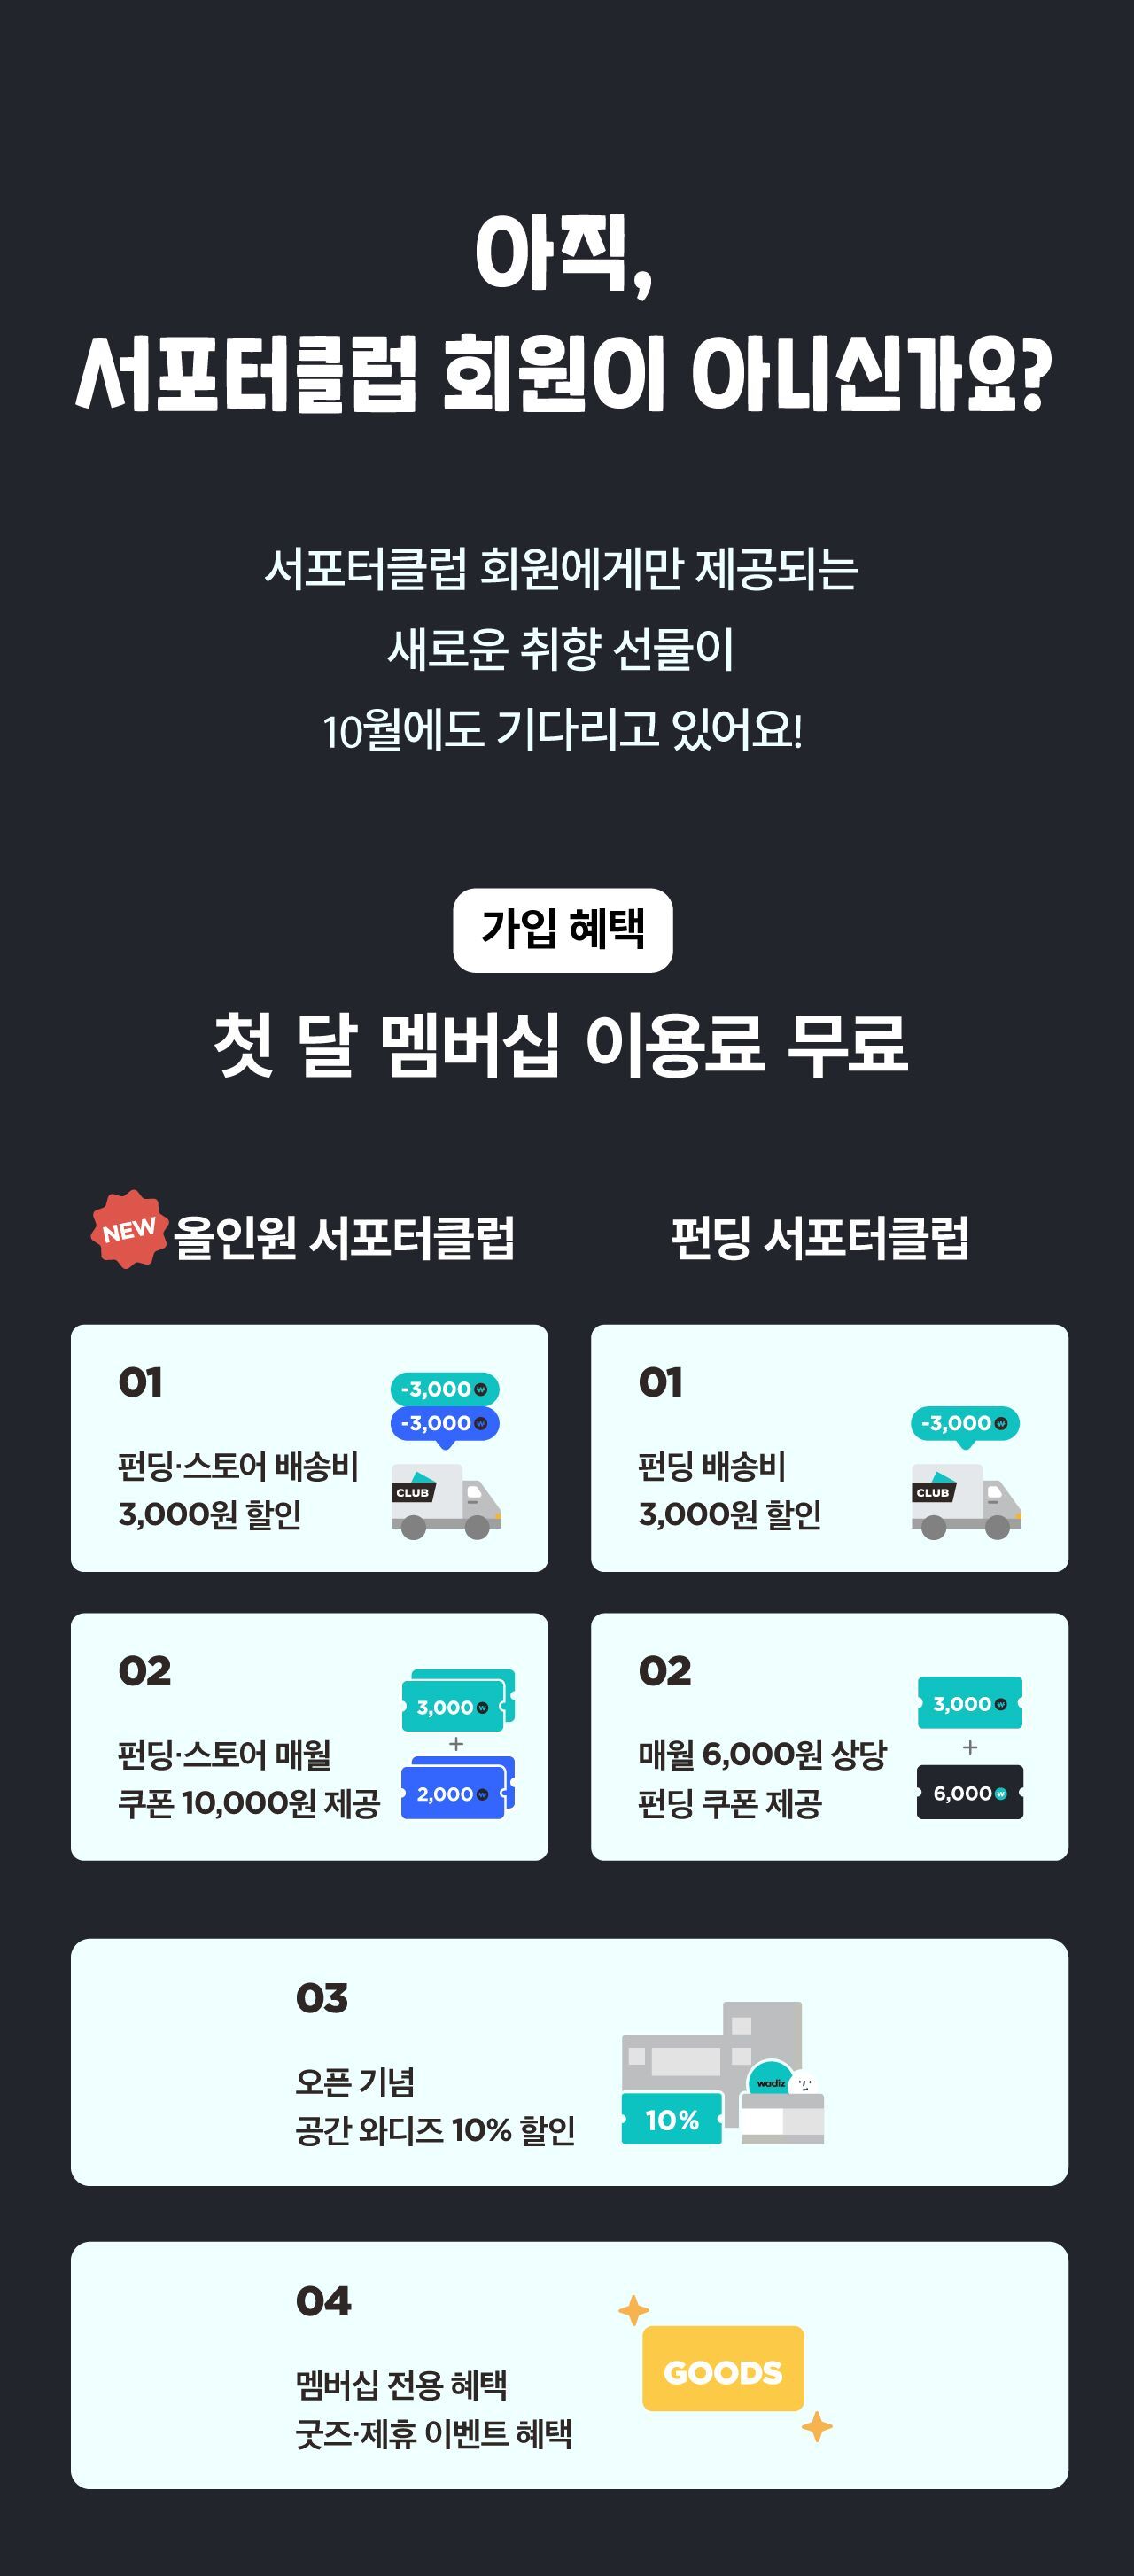 아직,
서포터클럽 회원이 아니신가요?
서포터클럽 회원에게만 제공되는
새로운 취향 선물이
10월에도 기다리고 있어요!
가입 혜택
첫 달 멤버십 이용료 무료
NEW 올인원 서포터클럽
01
-3,000 w
-3,000 w
펀딩·스토어 배송비
3,000원 할인
CLUB
02
펀딩·스토어 매월
쿠폰 10,000원 제공
3,000 w
+
2,000 w
펀딩 서포터클럽
01
-3,000 w
펀딩 배송비
3,000원 할인
CLUB
02
매월 6,000원 상당
펀딩 쿠폰 제공
3,000 w
+
6,000 w
03
오픈 기념
공간 와디즈 10% 할인
wadiz
10%
04
멤버십 전용 혜택
굿즈·제휴 이벤트 혜택
GOODS